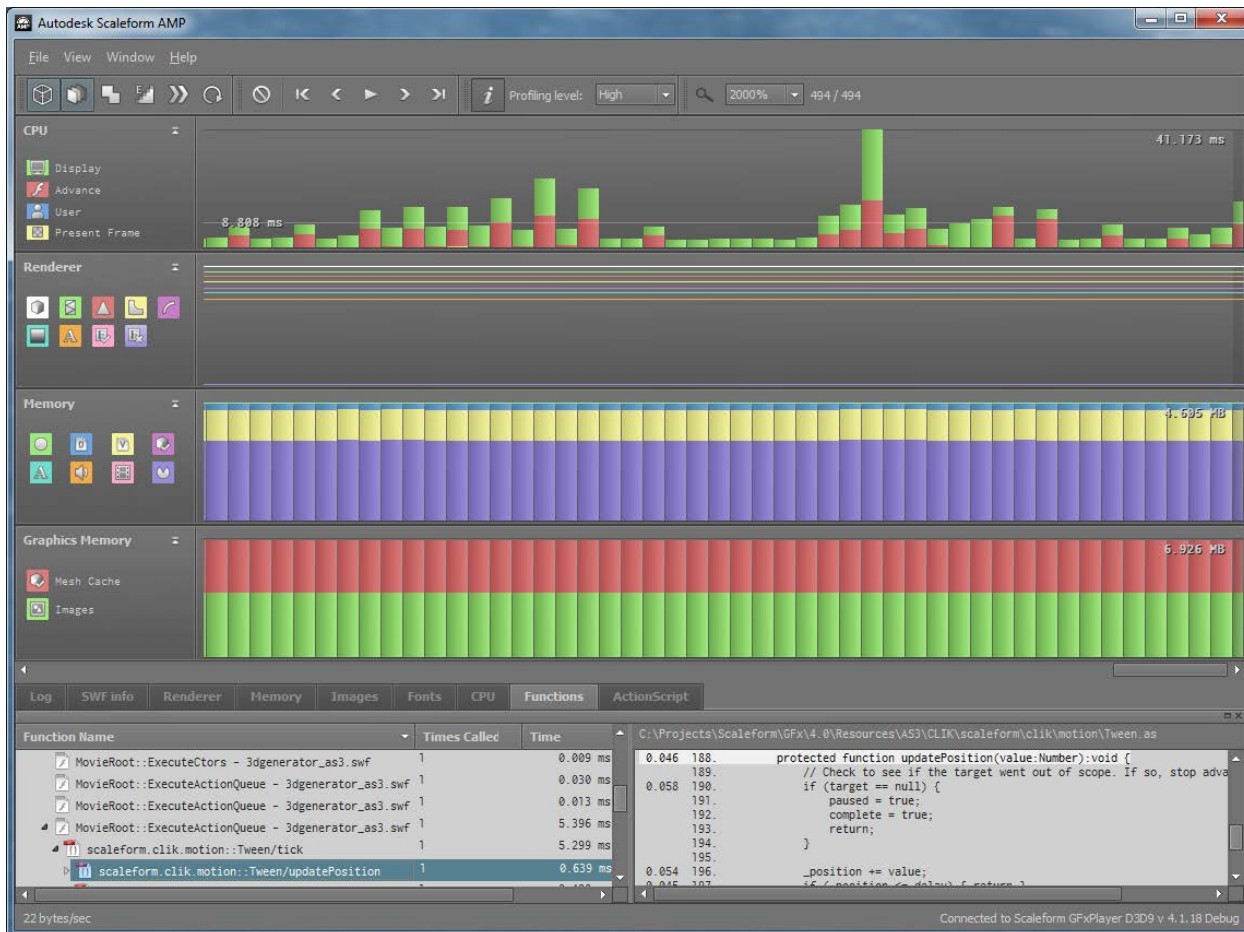 Autodesk Scaleform AMP
File View Window Help
Profiling level: High 2000% 494 / 494
CPU
41.173 ms
Display
Advance
User
8.808 ms
Present Frame
Renderer
Memory
4.695 MB
Graphics Memory
6.926 MB
Mesh Cache
Images
Log SWF info Renderer Memory Images Fonts CPU Functions ActionScript
Function Name Times Called Time
C:\Projects\Scaleform\GFx\4.0\Resources\AS3\CLIK\scaleform\clik\motion\Tween.as
MovieRoot::ExecuteCtors - 3dgenerator_as3.swf 1 0.009 ms
MovieRoot::ExecuteActionQueue - 3dgenerator_as3.swf 1 0.030 ms
MovieRoot::ExecuteActionQueue - 3dgenerator_as3.swf 1 0.013 ms
MovieRoot::ExecuteActionQueue - 3dgenerator_as3.swf 1 5.396 ms
scaleform.clik.motion::Tween/tick 1 5.299 ms
scaleform.clik.motion::Tween/updatePosition 1 0.639 ms
0.046 188. protected function updatePosition(value:Number):void {
189. // Check to see if the target went out of scope. If so, stop adva
0.058 190. if (target == null) {
191. paused = true;
192. complete = true;
193. return;
194. }
195.
0.054 196. _position += value;
0.045 197. if (_position <= delay) { return }
22 bytes/sec
Connected to Scaleform GFxPlayer D3D9 v 4.1.18 Debug